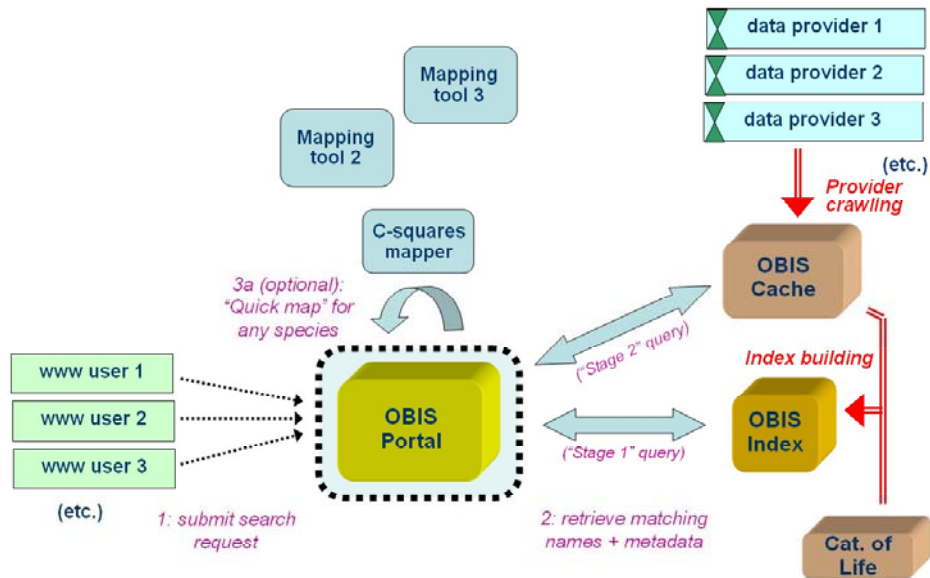 data provider 1
data provider 2
data provider 3
(etc.)
Mapping
tool 3
Mapping
tool 2
C-squares
mapper
3a (optional):
"Quick map" for
any species
Provider
crawling
OBIS
Cache
("Stage 2" query)
Index building
www user 1
www user 2
www user 3
(etc.)
OBIS
Portal
OBIS
Index
("Stage 1" query)
1: submit search
request
2: retrieve matching
names + metadata
Cat. of
Life